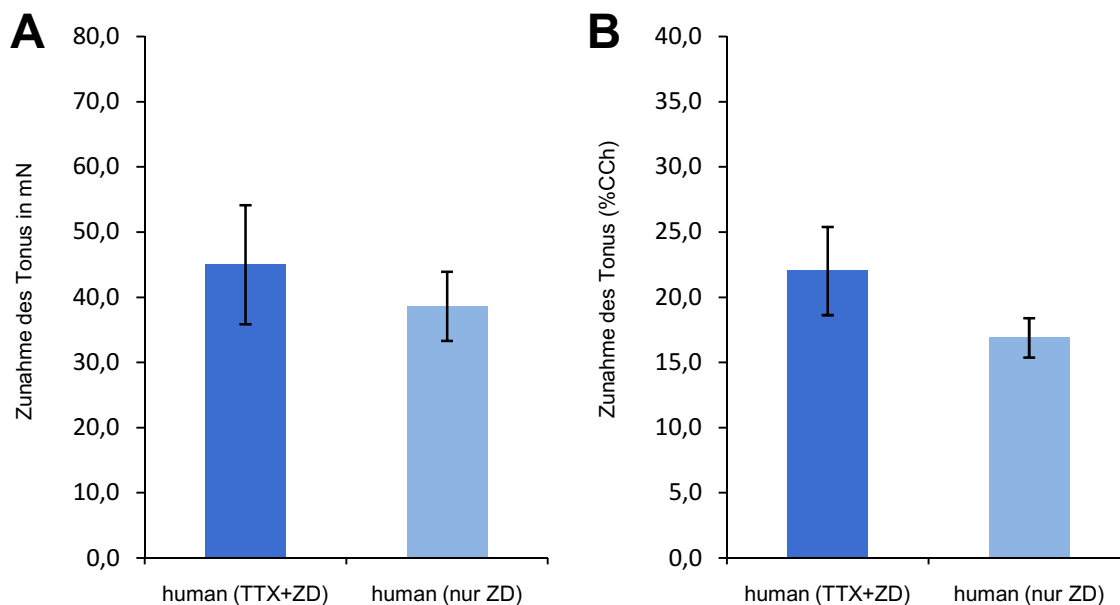 A
Zunahme des Tonus in mN
80,0
70,0
60,0
50,0
40,0
30,0
20,0
10,0
0,0
human (TTX+ZD)
human (nur ZD)
B
Zunahme des Tonus (%CCh)
40,0
35,0
30,0
25,0
20,0
15,0
10,0
5,0
0,0
human (TTX+ZD)
human (nur ZD)